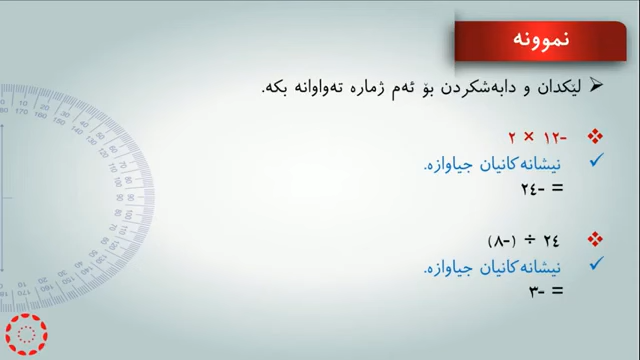 نموونە
لێکدان و دابەشکردن بۆ ئەم ژمارە تەواوانە بکە.
-١٢ × ٢
نیشانەکانیان جیاوازە.
= -٢٤
٢٤ ÷ (-٨)
نیشانەکانیان جیاوازە.
= -٣